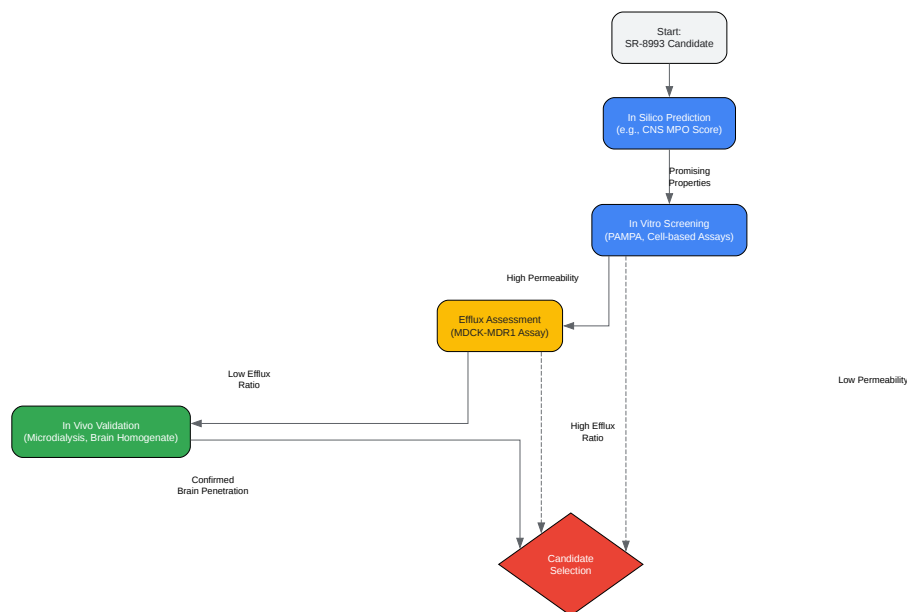 Start:
SR-8993 Candidate
In Silico Prediction
(e.g., CNS MPO Score)
Promising
Properties
In Vitro Screening
(PAMPA, Cell-based Assays)
High Permeability
Efflux Assessment
(MDCK-MDR1 Assay)
Low Efflux
Ratio
Low Permeability
In Vivo Validation
(Microdialysis, Brain Homogenate)
High Efflux
Ratio
Confirmed
Brain Penetration
Candidate
Selection